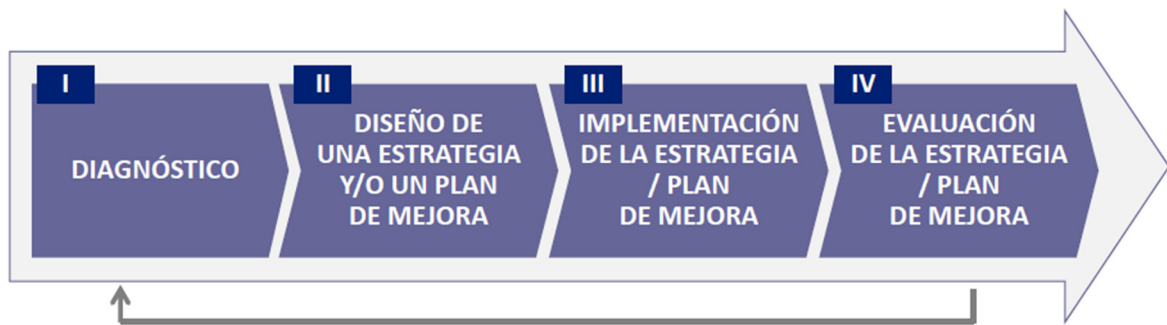 I
DIAGNÓSTICO
II
DISEÑO DE
UNA ESTRATEGIA
Y/O UN PLAN
DE MEJORA
III
IMPLEMENTACIÓN
DE LA ESTRATEGIA
/ PLAN
DE MEJORA
IV
EVALUACIÓN
DE LA ESTRATEGIA
/ PLAN
DE MEJORA